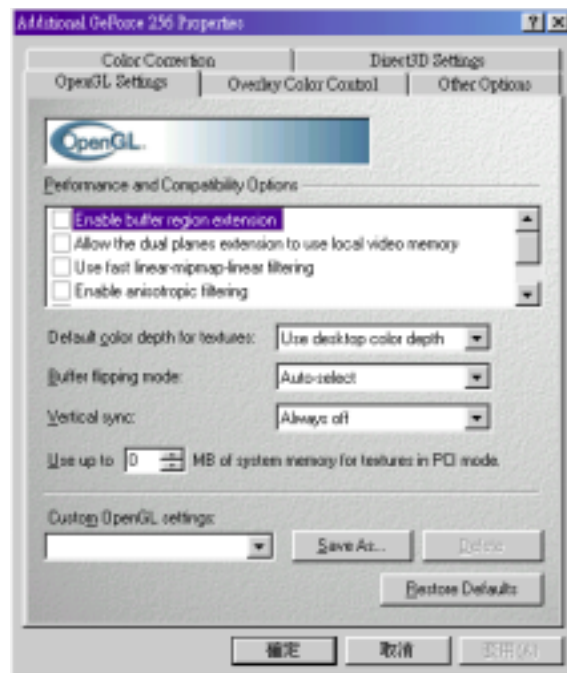 Additional GeForce 256 Properties
Color Correction
Direct3D Settings
OpenGL Settings
Overlay Color Control
Other Options
OpenGL.
Performance and Compatibility Options
Enable buffer region extension
Allow the dual planes extension to use local video memory
Use fast linear-mipmap-linear filtering
Enable anisotropic filtering
Default color depth for textures:
Use desktop color depth
Buffer flipping mode:
Auto-select
Vertical sync:
Always off
Use up to 0 MB of system memory for textures in PCI mode.
Custom OpenGL settings:
Save As...
Delete
Restore Defaults
確定
取消
套用(A)